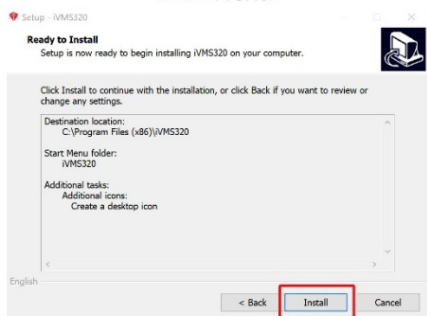 Setup - iVMS320
Ready to Install
Setup is now ready to begin installing iVMS320 on your computer.
Click Install to continue with the installation, or click Back if you want to review or
change any settings.
Destination location:
C:\Program Files (x86)\iVMS320
Start Menu folder:
iVMS320
Additional tasks:
Additional icons:
Create a desktop icon
English
< Back
Install
Cancel